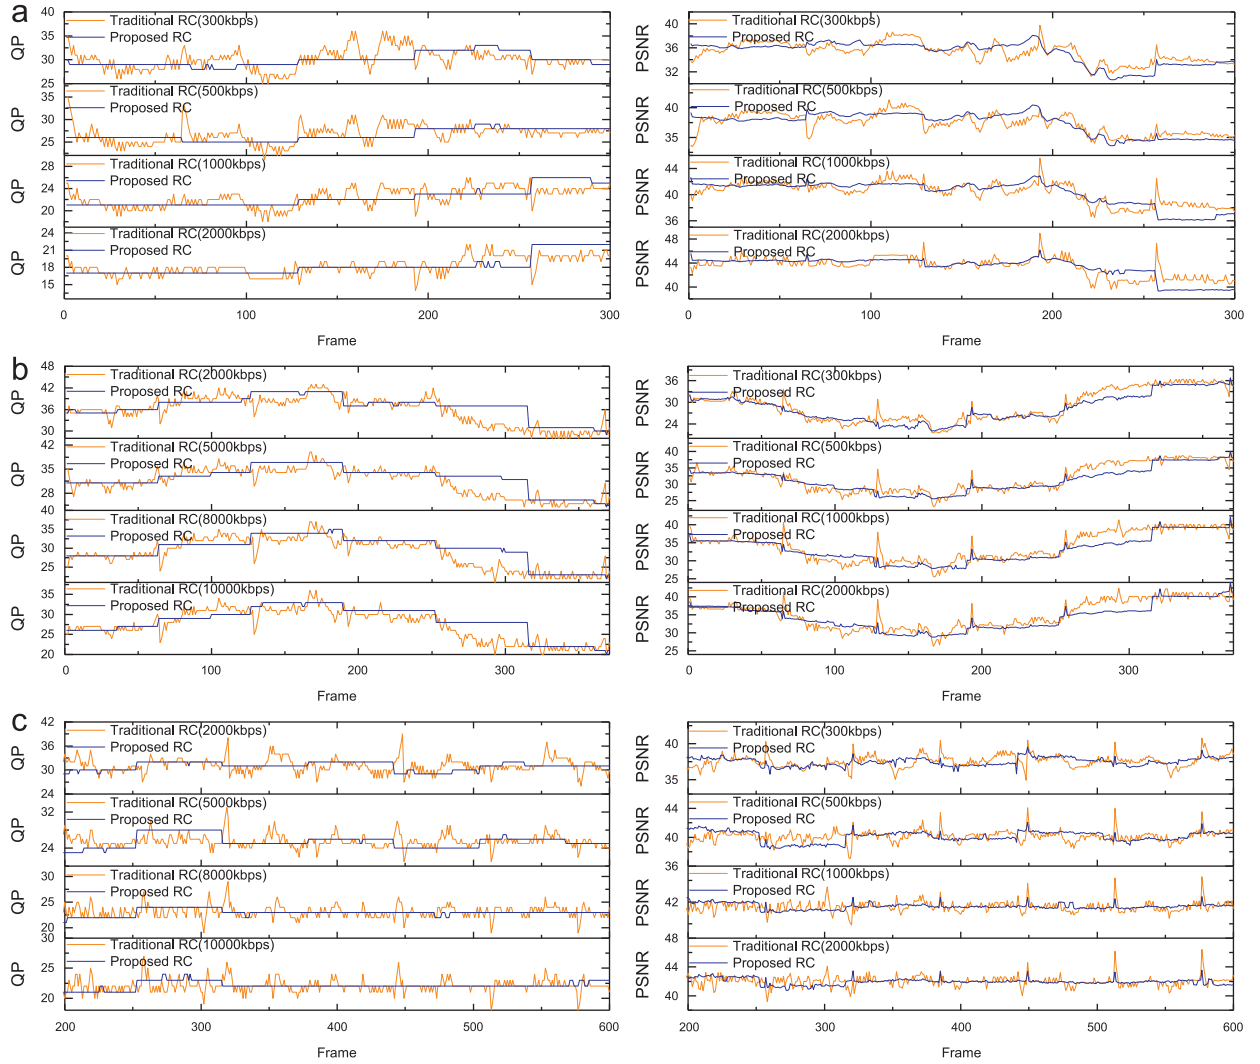 a
40
35
30
25
QP
Traditional RC(300kbps)
Proposed RC
35
30
25
QP
Traditional RC(500kbps)
Proposed RC
28
24
20
QP
Traditional RC(1000kbps)
Proposed RC
24
21
18
15
QP
Traditional RC(2000kbps)
Proposed RC
0 100 200 300
Frame
40
36
32
PSNR
Traditional RC(300kbps)
Proposed RC
40
35
PSNR
Traditional RC(500kbps)
Proposed RC
44
40
36
PSNR
Traditional RC(1000kbps)
Proposed RC
48
44
40
PSNR
Traditional RC(2000kbps)
Proposed RC
0 100 200 300
Frame
b
48
42
36
30
QP
Traditional RC(2000kbps)
Proposed RC
42
35
28
QP
Traditional RC(5000kbps)
Proposed RC
40
35
30
25
QP
Traditional RC(8000kbps)
Proposed RC
35
30
25
22
QP
Traditional RC(10000kbps)
Proposed RC
0 100 200 300
Frame
36
30
24
PSNR
Traditional RC(300kbps)
Proposed RC
40
35
30
25
PSNR
Traditional RC(500kbps)
Proposed RC
40
35
30
25
PSNR
Traditional RC(1000kbps)
Proposed RC
40
35
30
25
PSNR
Traditional RC(2000kbps)
Proposed RC
0 100 200 300
Frame
c
42
36
30
24
QP
Traditional RC(2000kbps)
Proposed RC
32
24
QP
Traditional RC(5000kbps)
Proposed RC
30
25
20
QP
Traditional RC(8000kbps)
Proposed RC
30
26
22
QP
Traditional RC(10000kbps)
Proposed RC
200 300 400 500 600
Frame
40
35
PSNR
Traditional RC(300kbps)
Proposed RC
44
40
36
PSNR
Traditional RC(500kbps)
Proposed RC
42
PSNR
Traditional RC(1000kbps)
Proposed RC
48
44
40
PSNR
Traditional RC(2000kbps)
Proposed RC
200 300 400 500 600
Frame